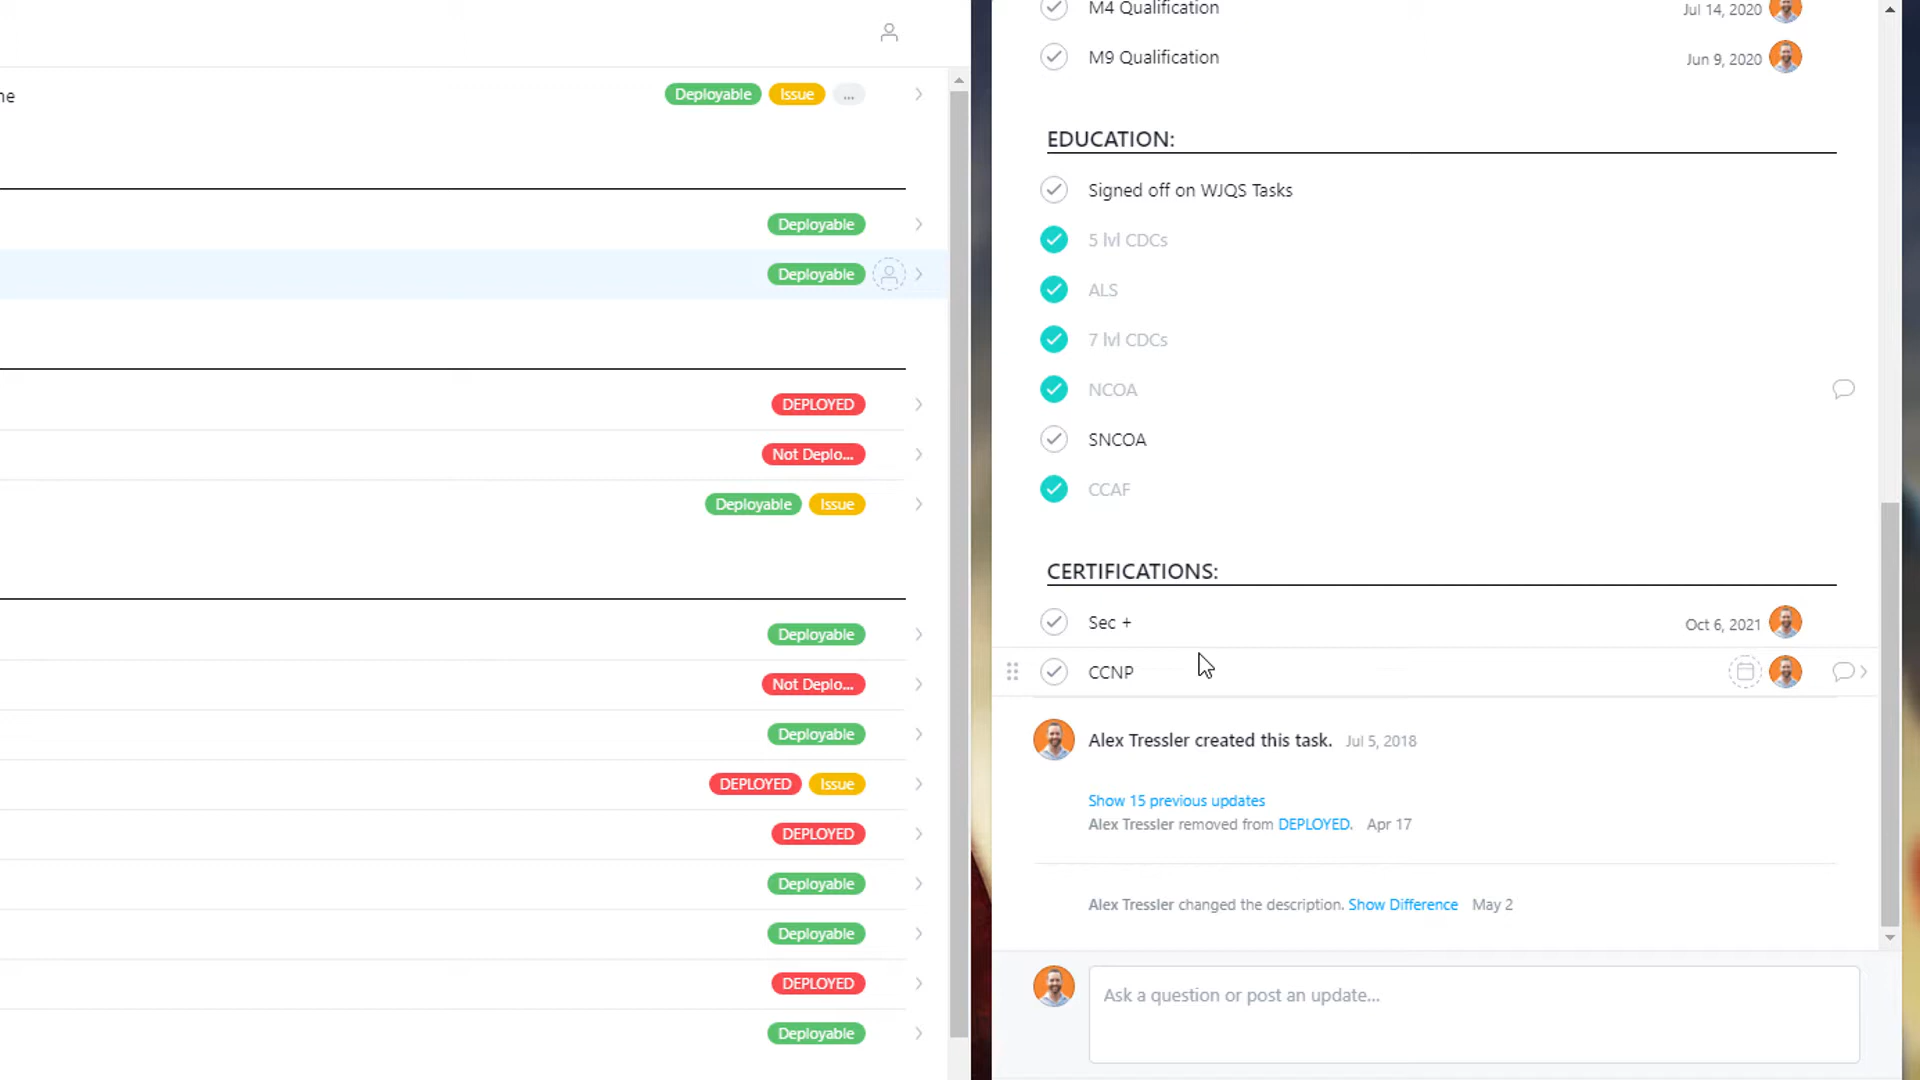 ne
Deployable Issue ...
Deployable
Deployable
DEPLOYED
Not Deplo...
Deployable Issue
Deployable
Not Deplo...
Deployable
DEPLOYED Issue
DEPLOYED
Deployable
Deployable
DEPLOYED
Deployable
M4 Qualification Jul 14, 2020
M9 Qualification Jun 9, 2020
EDUCATION:
Signed off on WJQS Tasks
5 lvl CDCs
ALS
7 lvl CDCs
NCOA
SNCOA
CCAF
CERTIFICATIONS:
Sec + Oct 6, 2021
CCNP
Alex Tressler created this task. Jul 5, 2018
Show 15 previous updates
Alex Tressler removed from DEPLOYED. Apr 17
Alex Tressler changed the description. Show Difference May 2
Ask a question or post an update...